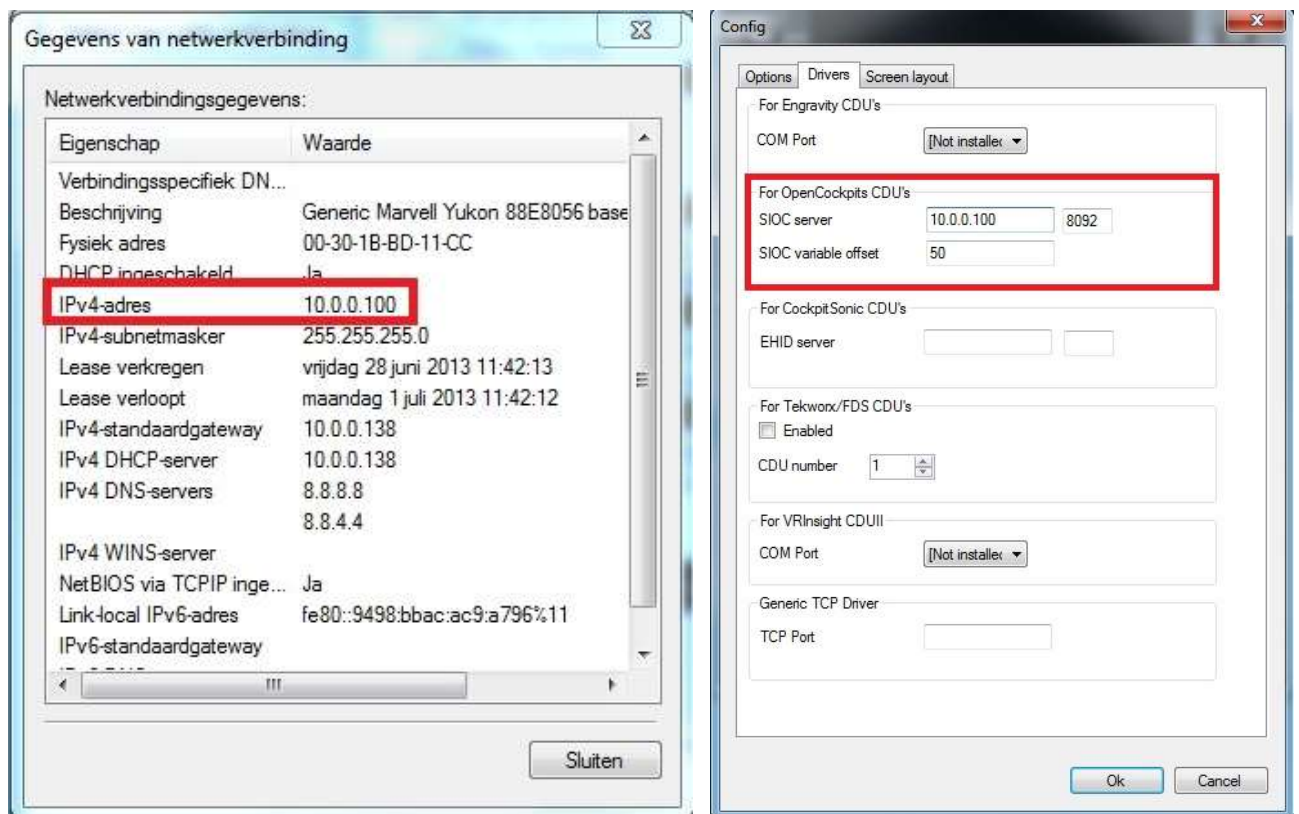 Gegevens van netwerkverbinding
Netwerkverbindingsgegevens:
Eigenschap Waarde
Verbindingsspecifiek DN...
Beschrijving Generic Marvell Yukon 88E8056 base
Fysiek adres 00-30-1B-BD-11-CC
DHCP ingeschakeld Ja
IPv4-adres 10.0.0.100
IPv4-subnetmasker 255.255.255.0
Lease verkregen vrijdag 28 juni 2013 11:42:13
Lease verloopt maandag 1 juli 2013 11:42:12
IPv4-standaardgateway 10.0.0.138
IPv4 DHCP-server 10.0.0.138
IPv4 DNS-servers 8.8.8.8
8.8.4.4
IPv4 WINS-server
NetBIOS via TCPIP inge... Ja
Link-local IPv6-adres fe80::9498:bbac:ac9:a796%11
IPv6-standaardgateway
Sluiten
Config
Options Drivers Screen layout
For Engravity CDU's
COM Port [Not installec
For OpenCockpits CDU's
SIOC server 10.0.0.100 8092
SIOC variable offset 50
For CockpitSonic CDU's
EHID server
For Tekworx/FDS CDU's
Enabled
CDU number 1
For VRInsight CDUII
COM Port [Not installec
Generic TCP Driver
TCP Port
Ok Cancel